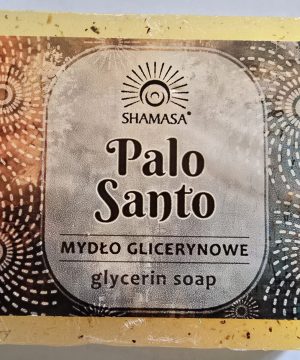 SHAMASA®
Palo
Santo
MYDŁO GLICERYNOWE
glycerin soap